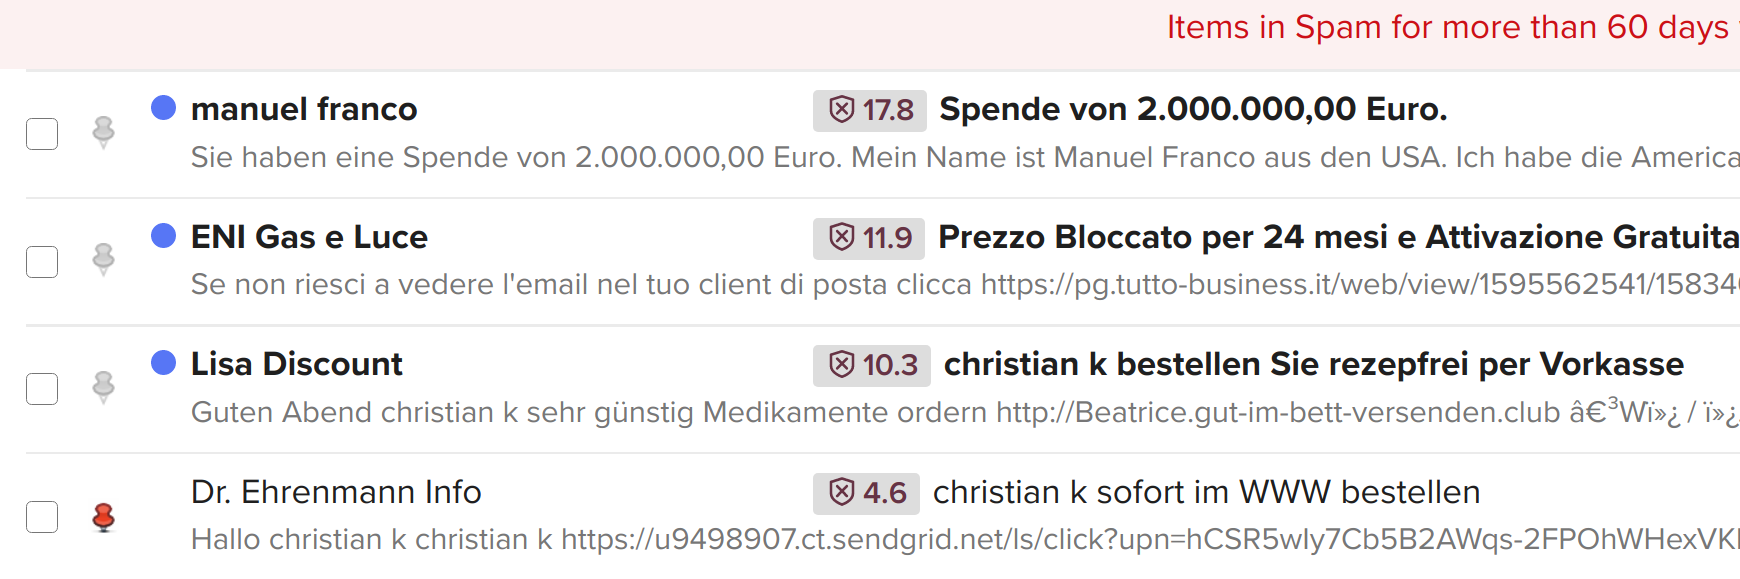 Items in Spam for more than 60 days
manuel franco 17.8 Spende von 2.000.000,00 Euro.
Sie haben eine Spende von 2.000.000,00 Euro. Mein Name ist Manuel Franco aus den USA. Ich habe die America
ENI Gas e Luce 11.9 Prezzo Bloccato per 24 mesi e Attivazione Gratuita
Se non riesci a vedere l'email nel tuo client di posta clicca https://pg.tutto-business.it/web/view/1595562541/15834
Lisa Discount 10.3 christian k bestellen Sie rezepfrei per Vorkasse
Guten Abend christian k sehr günstig Medikamente ordern http://Beatrice.gut-im-bett-versenden.club â€³Wï»¿ / ï»¿
Dr. Ehrenmann Info 4.6 christian k sofort im WWW bestellen
Hallo christian k christian k https://u9498907.ct.sendgrid.net/ls/click?upn=hCSR5wly7Cb5B2AWqs-2FPOhWHexVK